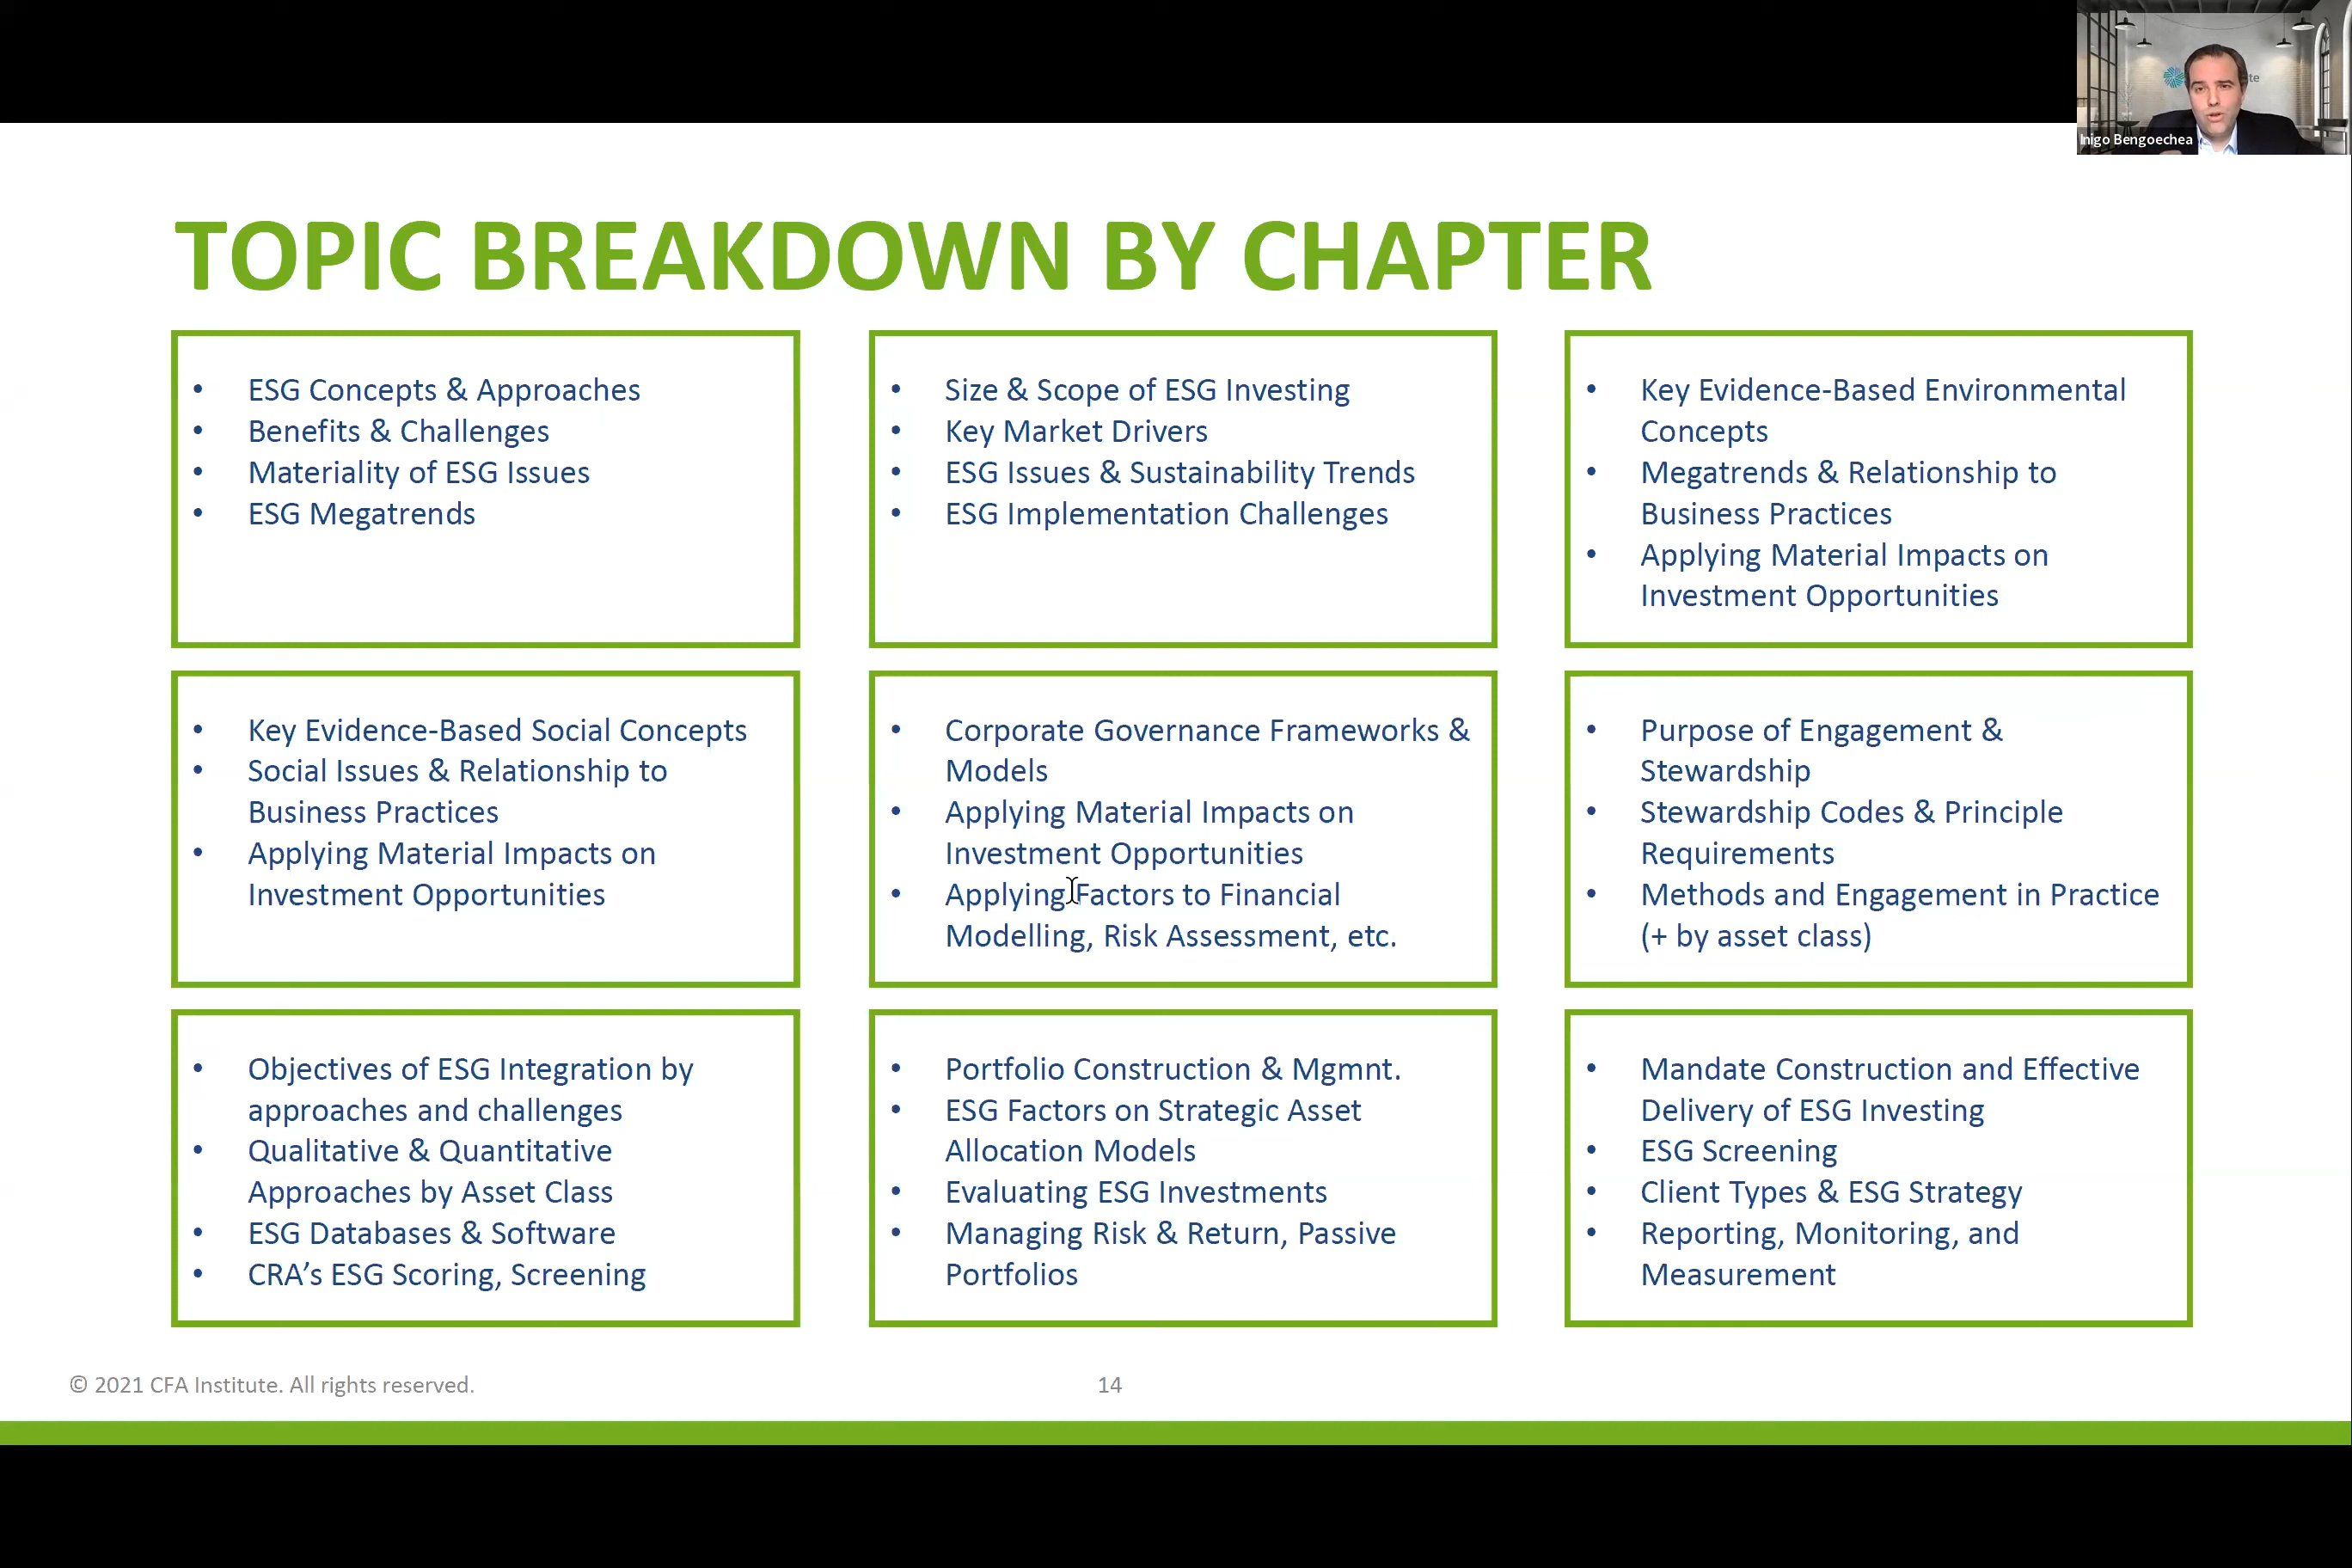 te
Inigo Bengoechea
TOPIC BREAKDOWN BY CHAPTER
• ESG Concepts & Approaches
• Benefits & Challenges
• Materiality of ESG Issues
• ESG Megatrends
• Size & Scope of ESG Investing
• Key Market Drivers
• ESG Issues & Sustainability Trends
• ESG Implementation Challenges
• Key Evidence-Based Environmental
Concepts
• Megatrends & Relationship to
Business Practices
• Applying Material Impacts on
Investment Opportunities
• Key Evidence-Based Social Concepts
• Social Issues & Relationship to
Business Practices
• Applying Material Impacts on
Investment Opportunities
• Corporate Governance Frameworks &
Models
• Applying Material Impacts on
Investment Opportunities
• Applying Factors to Financial
Modelling, Risk Assessment, etc.
• Purpose of Engagement &
Stewardship
• Stewardship Codes & Principle
Requirements
• Methods and Engagement in Practice
(+ by asset class)
• Objectives of ESG Integration by
approaches and challenges
• Qualitative & Quantitative
Approaches by Asset Class
• ESG Databases & Software
• CRA’s ESG Scoring, Screening
• Portfolio Construction & Mgmnt.
• ESG Factors on Strategic Asset
Allocation Models
• Evaluating ESG Investments
• Managing Risk & Return, Passive
Portfolios
• Mandate Construction and Effective
Delivery of ESG Investing
• ESG Screening
• Client Types & ESG Strategy
• Reporting, Monitoring, and
Measurement
© 2021 CFA Institute. All rights reserved.
14